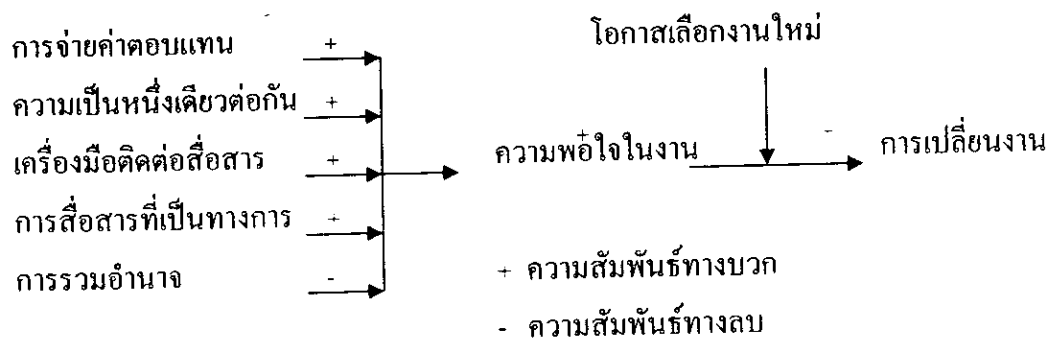 การจ่ายค่าตอบแทน +
ความเป็นหนึ่งเดียวต่อกัน +
เครื่องมือติดต่อสื่อสาร +
การสื่อสารที่เป็นทางการ +
การรวมอำนาจ -
โอกาสเลือกงานใหม่
+
ความพอใจในงาน - การเปลี่ยนงาน
+ ความสัมพันธ์ทางบวก
- ความสัมพันธ์ทางลบ